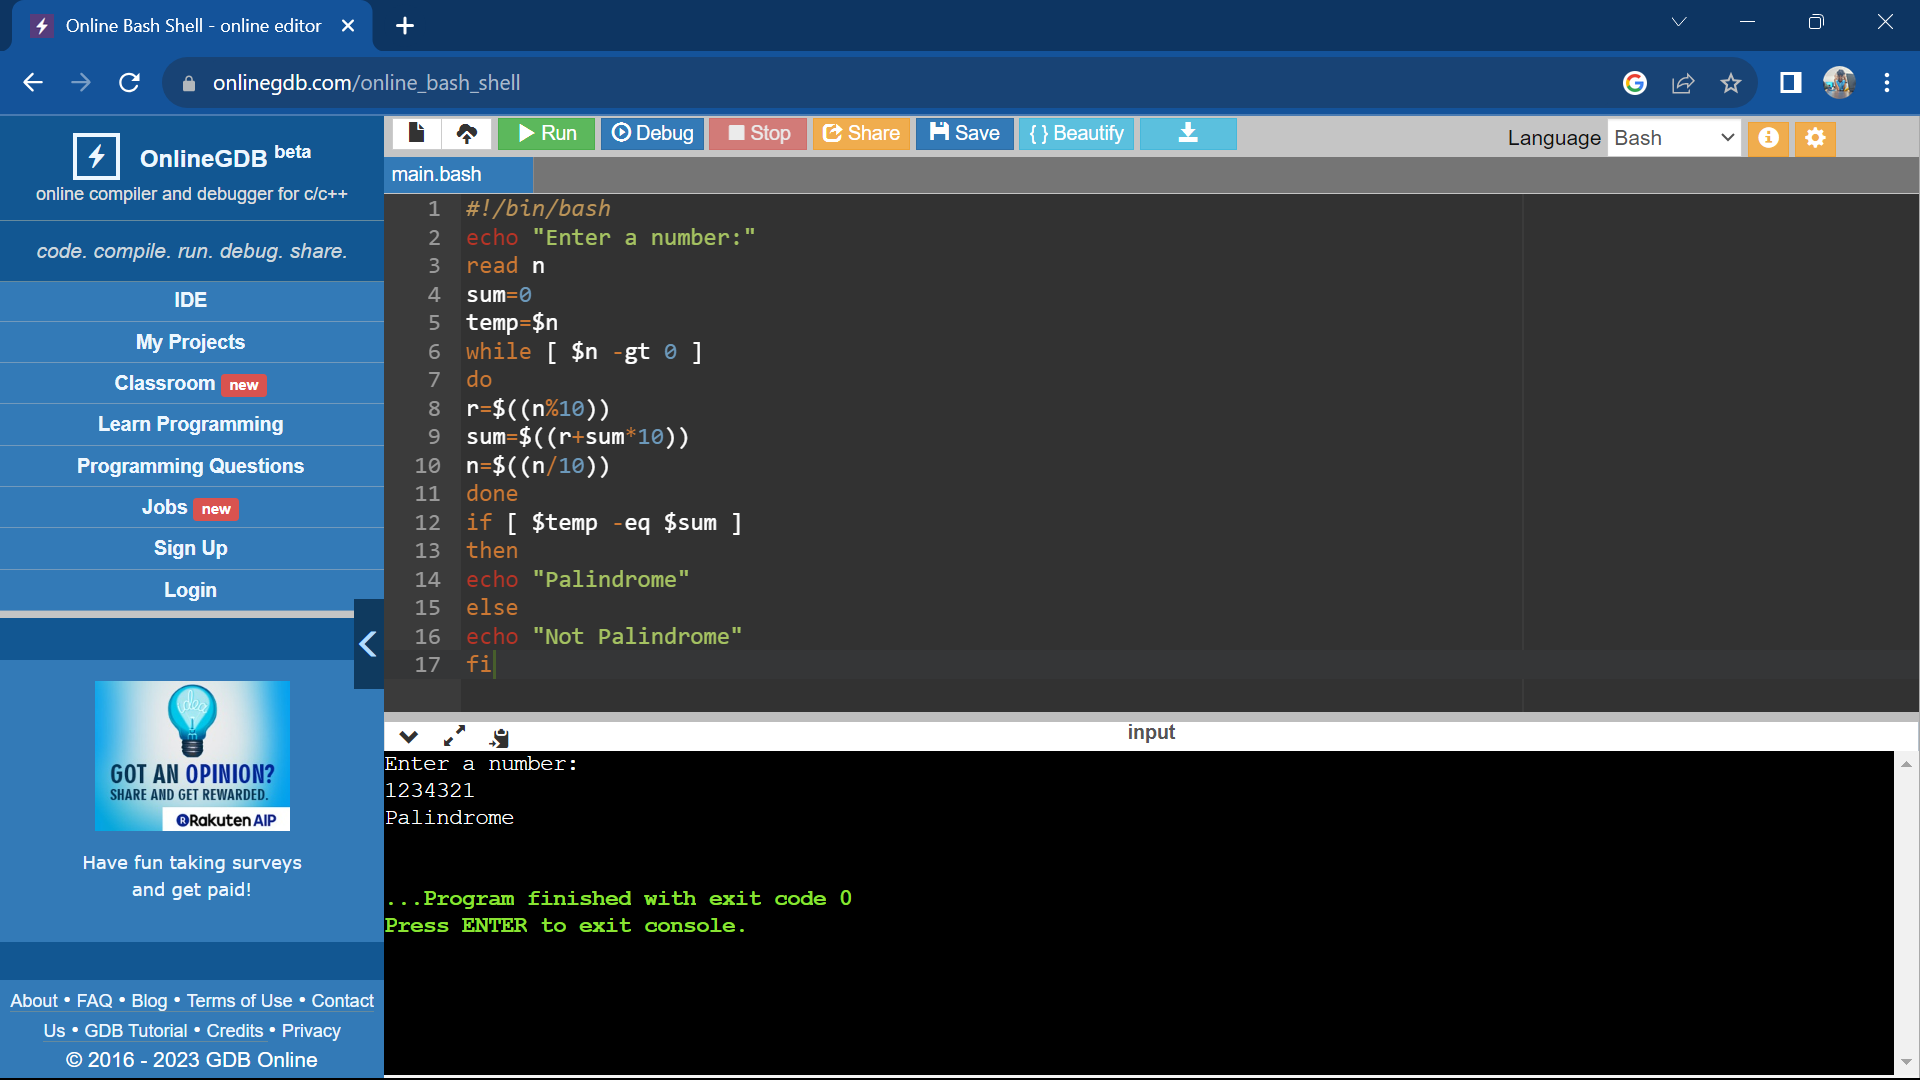 Online Bash Shell - online editor
onlinegdb.com/online_bash_shell
OnlineGDB beta
online compiler and debugger for c/c++
code. compile. run. debug. share.
IDE
My Projects
Classroom new
Learn Programming
Programming Questions
Jobs new
Sign Up
Login
idea
GOT AN OPINION?
SHARE AND GET REWARDED.
Rakuten AIP
Have fun taking surveys
and get paid!
About • FAQ • Blog • Terms of Use • Contact
Us • GDB Tutorial • Credits • Privacy
© 2016 - 2023 GDB Online
Run Debug Stop Share Save { } Beautify
Language Bash
main.bash
1 #!/bin/bash
2 echo "Enter a number:"
3 read n
4 sum=0
5 temp=$n
6 while [ $n -gt 0 ]
7 do
8 r=$((n%10))
9 sum=$((r+sum*10))
10 n=$((n/10))
11 done
12 if [ $temp -eq $sum ]
13 then
14 echo "Palindrome"
15 else
16 echo "Not Palindrome"
17 fi
input
Enter a number:
1234321
Palindrome
...Program finished with exit code 0
Press ENTER to exit console.